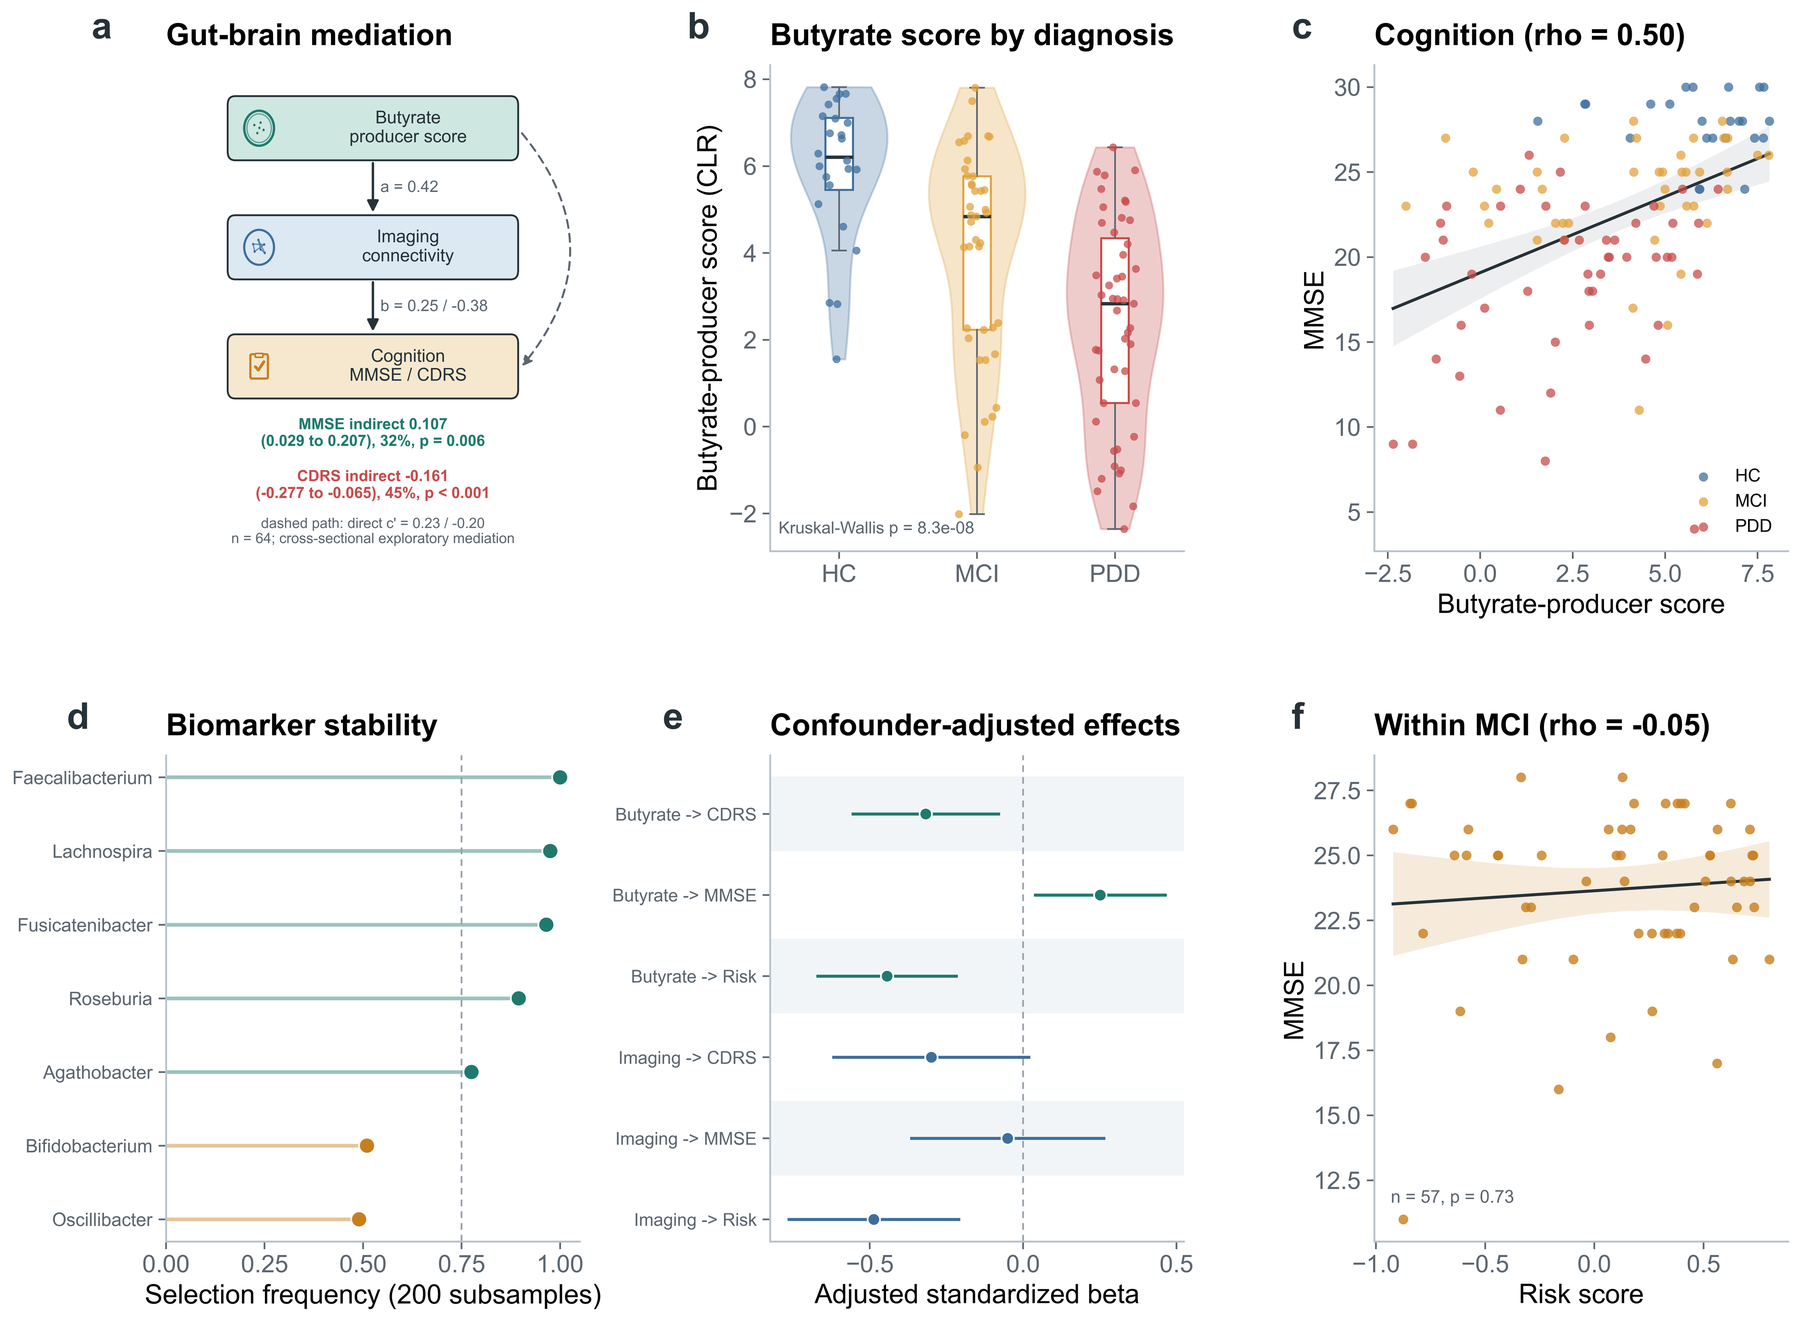 a
Gut-brain mediation
Butyrate
producer score
a = 0.42
Imaging
connectivity
b = 0.25 / -0.38
Cognition
MMSE / CDRS
MMSE indirect 0.107
(0.029 to 0.207), 32%, p = 0.006
CDRS indirect -0.161
(-0.277 to -0.065), 45%, p < 0.001
dashed path: direct c' = 0.23 / -0.20
n = 64; cross-sectional exploratory mediation
b
Butyrate score by diagnosis
Butyrate-producer score (CLR)
8
6
4
2
0
−2
Kruskal-Wallis p = 8.3e-08
HC
MCI
PDD
c
Cognition (rho = 0.50)
MMSE
30
25
20
15
10
5
HC
MCI
PDD
−2.5
0.0
2.5
5.0
7.5
Butyrate-producer score
d
Biomarker stability
Faecalibacterium
Lachnospira
Fusicatenibacter
Roseburia
Agathobacter
Bifidobacterium
Oscillibacter
0.00
0.25
0.50
0.75
1.00
Selection frequency (200 subsamples)
e
Confounder-adjusted effects
Butyrate -> CDRS
Butyrate -> MMSE
Butyrate -> Risk
Imaging -> CDRS
Imaging -> MMSE
Imaging -> Risk
−0.5
0.0
0.5
Adjusted standardized beta
f
Within MCI (rho = -0.05)
MMSE
27.5
25.0
22.5
20.0
17.5
15.0
12.5
n = 57, p = 0.73
−1.0
−0.5
0.0
0.5
Risk score